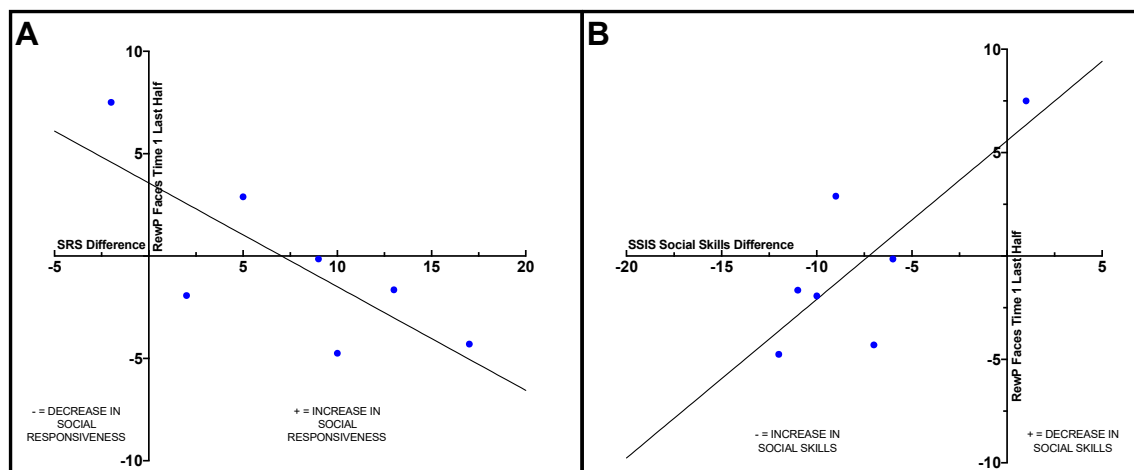 A
10
5
-5
-10
RewP Faces Time 1 Last Half
SRS Difference
-5
5
10
15
20
- = DECREASE IN
SOCIAL
RESPONSIVENESS
+ = INCREASE IN
SOCIAL
RESPONSIVENESS
B
10
5
-5
-10
RewP Faces Time 1 Last Half
SSIS Social Skills Difference
-20
-15
-10
-5
5
- = INCREASE IN
SOCIAL SKILLS
+ = DECREASE IN
SOCIAL SKILLS